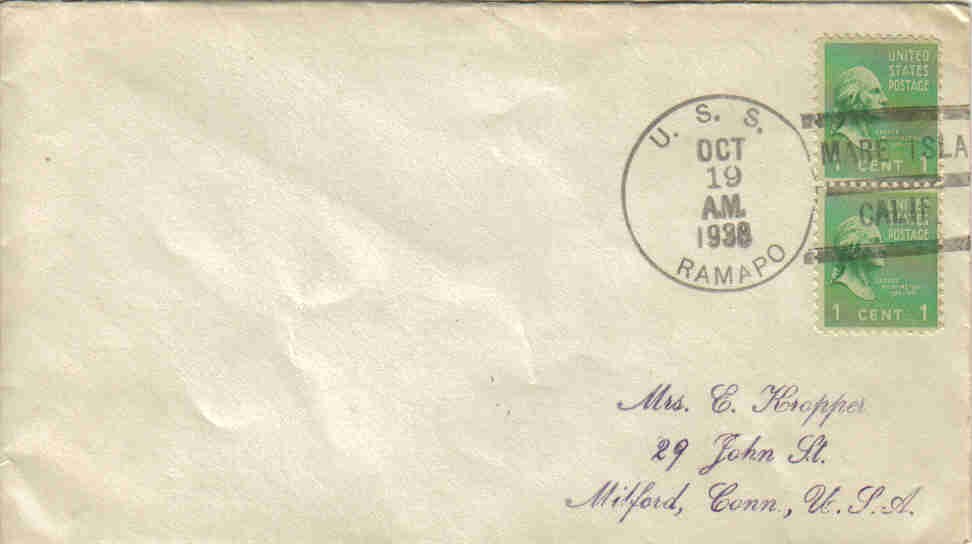 U. S. S.
OCT
19
A.M.
1938
RAMAPO
MARE ISLA
CALIF.
UNITED
STATES
POSTAGE
1 CENT 1
UNITED
STATES
POSTAGE
1 CENT 1
Mrs. E. Kropper
29 John St.
Milford, Conn., U.S.A.